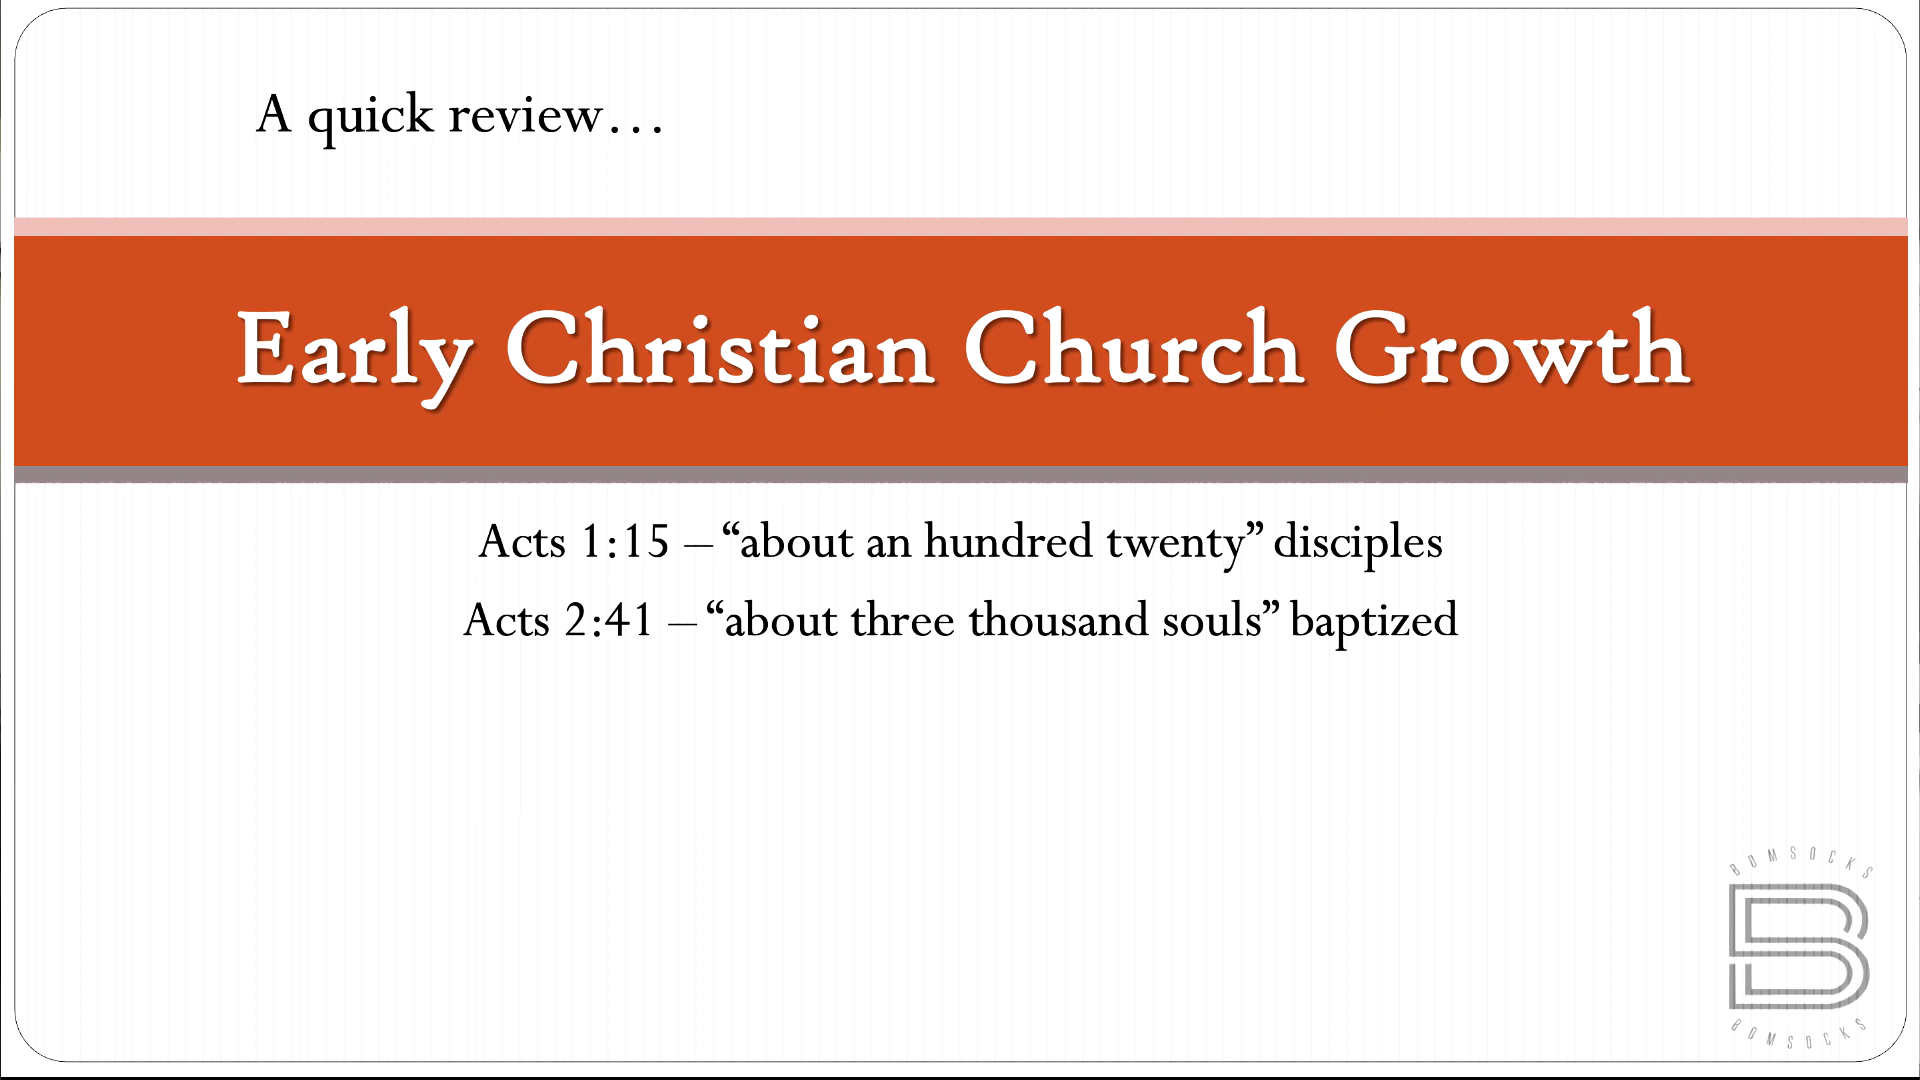 A quick review…
Early Christian Church Growth
Acts 1:15 – “about an hundred twenty” disciples
Acts 2:41 – “about three thousand souls” baptized
BOMSOCKS
B
BOMSOCKS